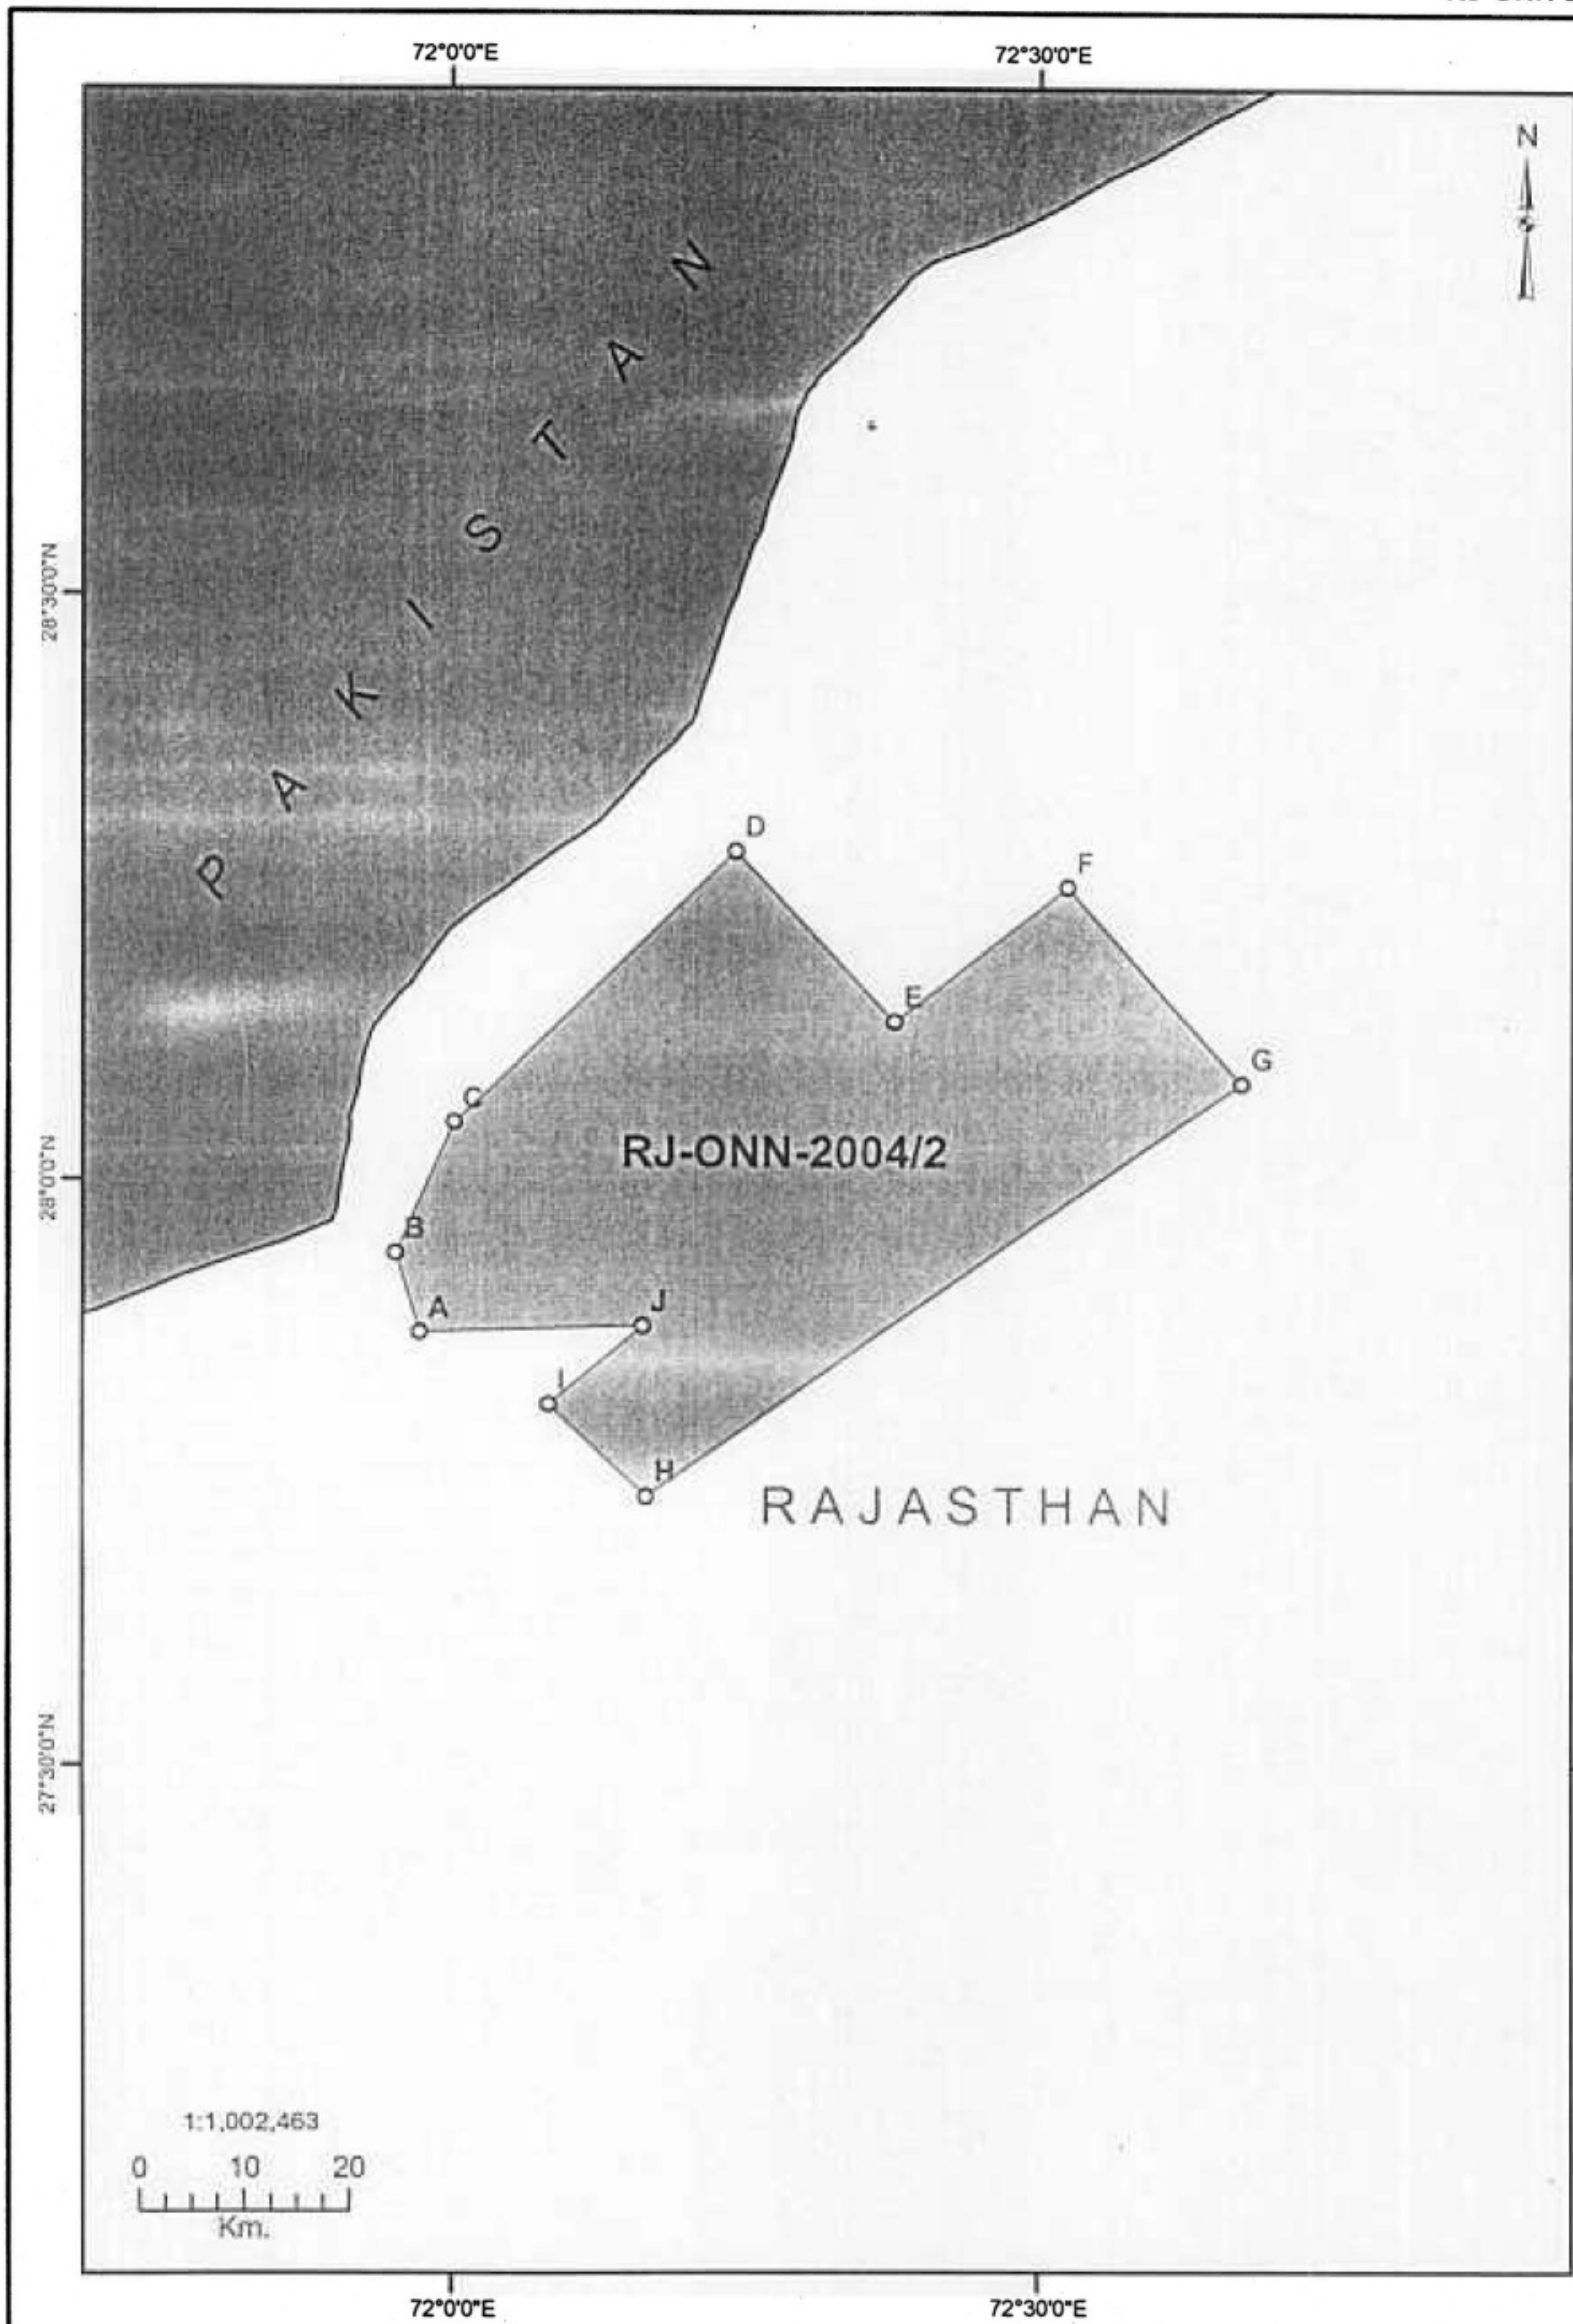 72°0'0"E
72°30'0"E
N
PAKISTAN
28°30'0"N
D
F
E
G
C
RJ-ONN-2004/2
28°0'0"N
B
A
J
I
H
RAJASTHAN
27°30'0"N
1:1,002,463
0 10 20
Km.
72°0'0"E
72°30'0"E